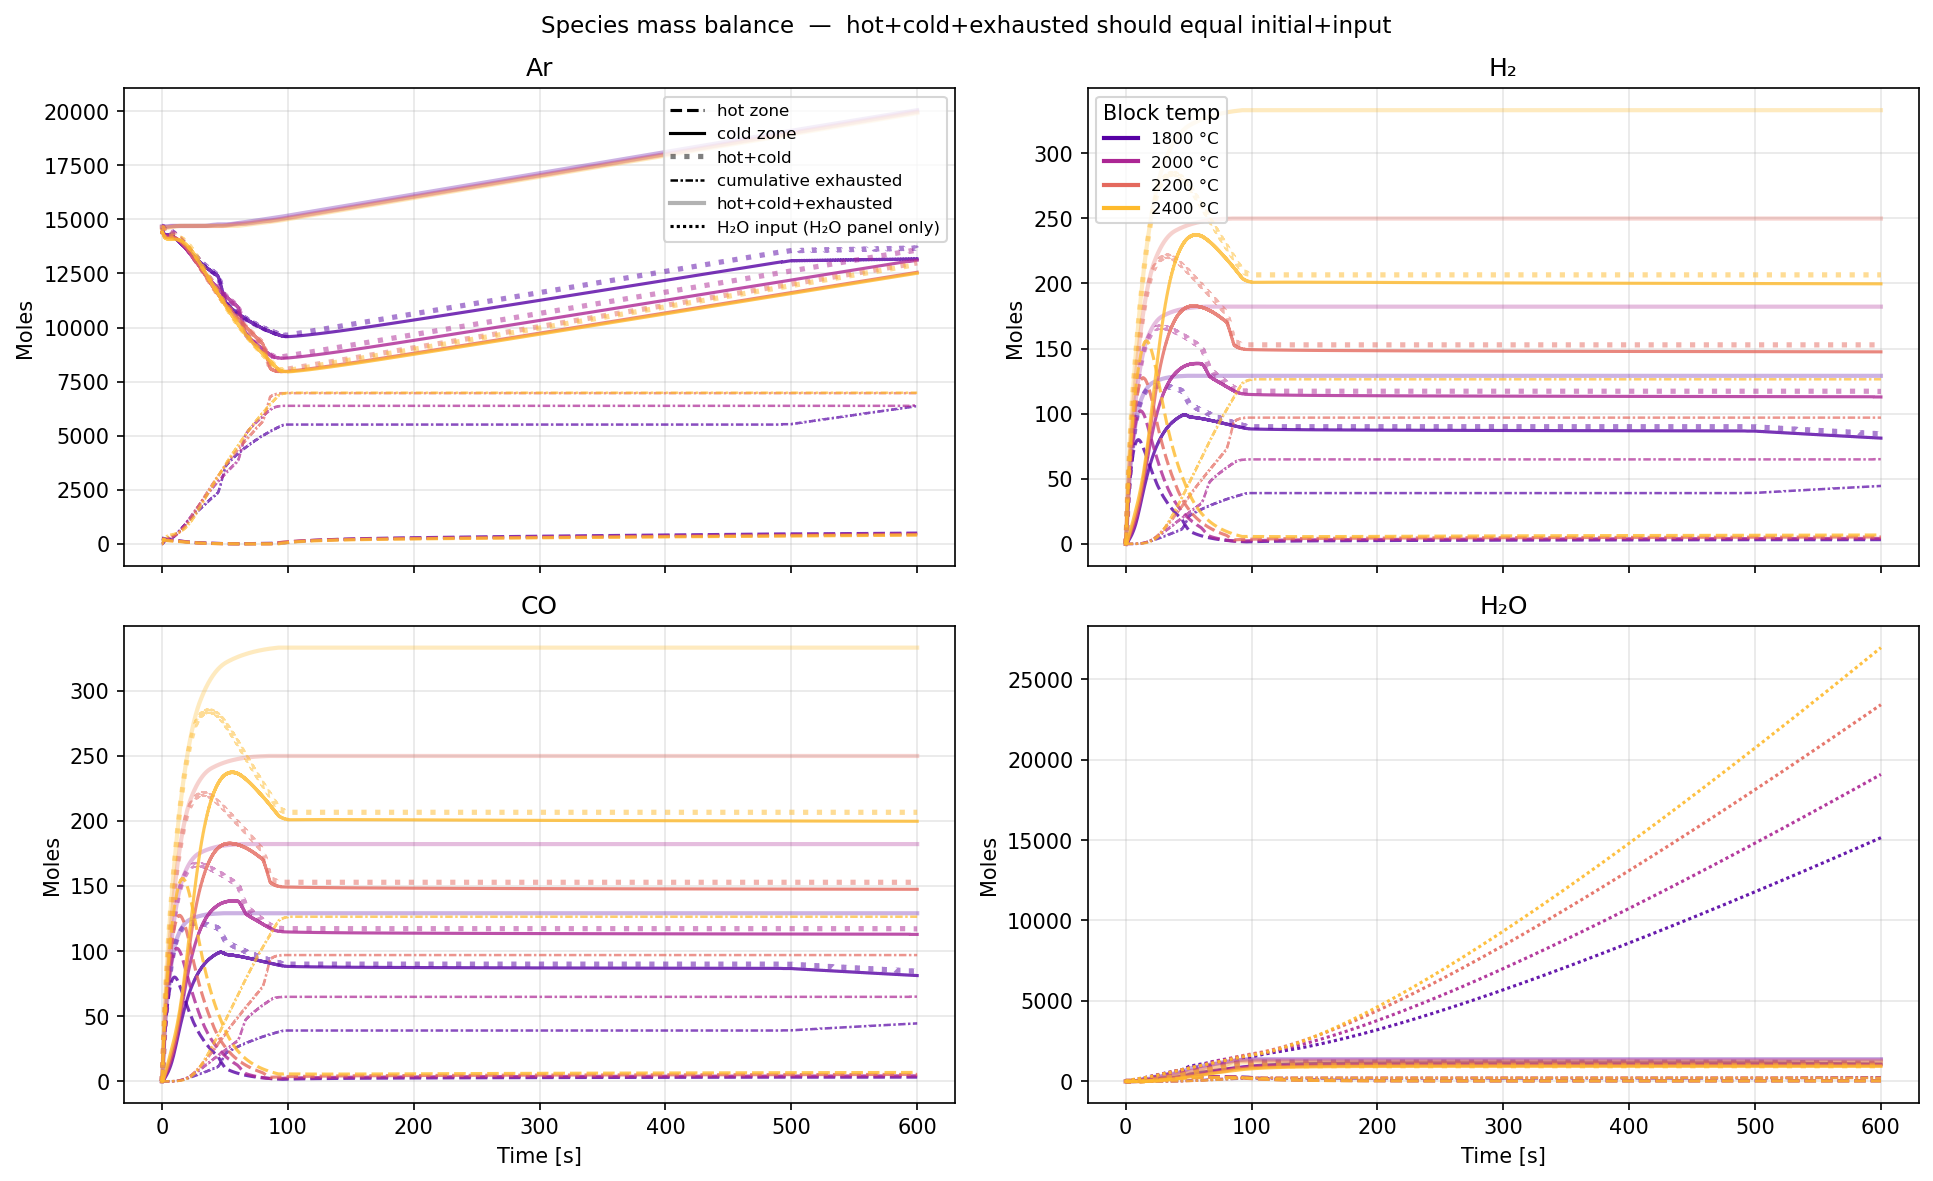 Species mass balance — hot+cold+exhausted should equal initial+input
Ar
20000
17500
15000
12500
10000
7500
5000
2500
0
Moles
hot zone
cold zone
hot+cold
cumulative exhausted
hot+cold+exhausted
H₂O input (H₂O panel only)
H₂
300
250
200
150
100
50
0
Moles
Block temp
1800 °C
2000 °C
2200 °C
2400 °C
CO
300
250
200
150
100
50
0
Moles
0 100 200 300 400 500 600
Time [s]
H₂O
25000
20000
15000
10000
5000
0
Moles
0 100 200 300 400 500 600
Time [s]